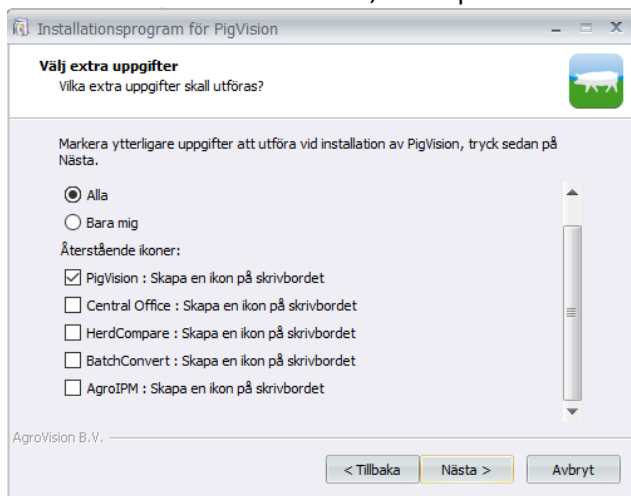 Installationsprogram för PigVision
Välj extra uppgifter
Vilka extra uppgifter skall utföras?
Markera ytterligare uppgifter att utföra vid installation av PigVision, tryck sedan på
Nästa.
Alla
Bara mig
Återstående ikoner:
PigVision : Skapa en ikon på skrivbordet
Central Office : Skapa en ikon på skrivbordet
HerdCompare : Skapa en ikon på skrivbordet
BatchConvert : Skapa en ikon på skrivbordet
AgroIPM : Skapa en ikon på skrivbordet
AgroVision B.V.
< Tillbaka Nästa > Avbryt